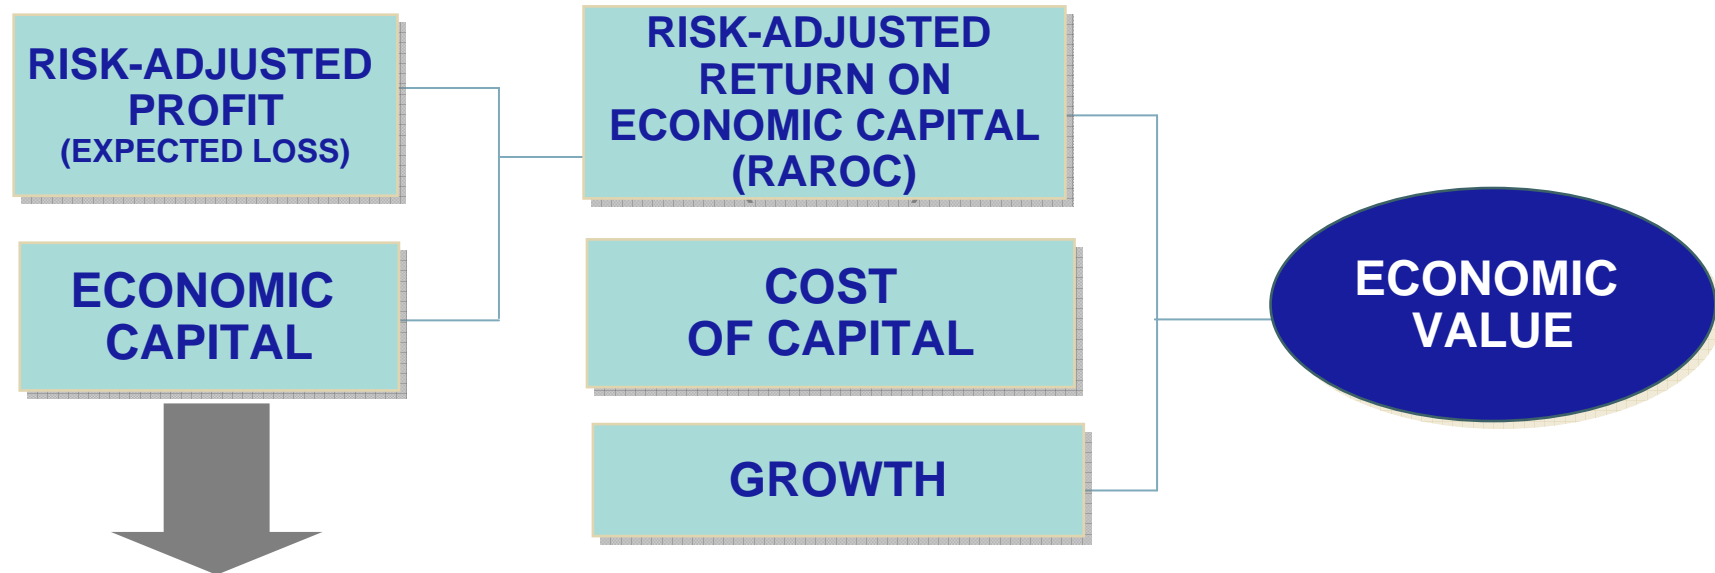 RISK-ADJUSTED
PROFIT
(EXPECTED LOSS)
RISK-ADJUSTED
RETURN ON
ECONOMIC CAPITAL
(RAROC)
ECONOMIC
CAPITAL
COST
OF CAPITAL
GROWTH
ECONOMIC
VALUE